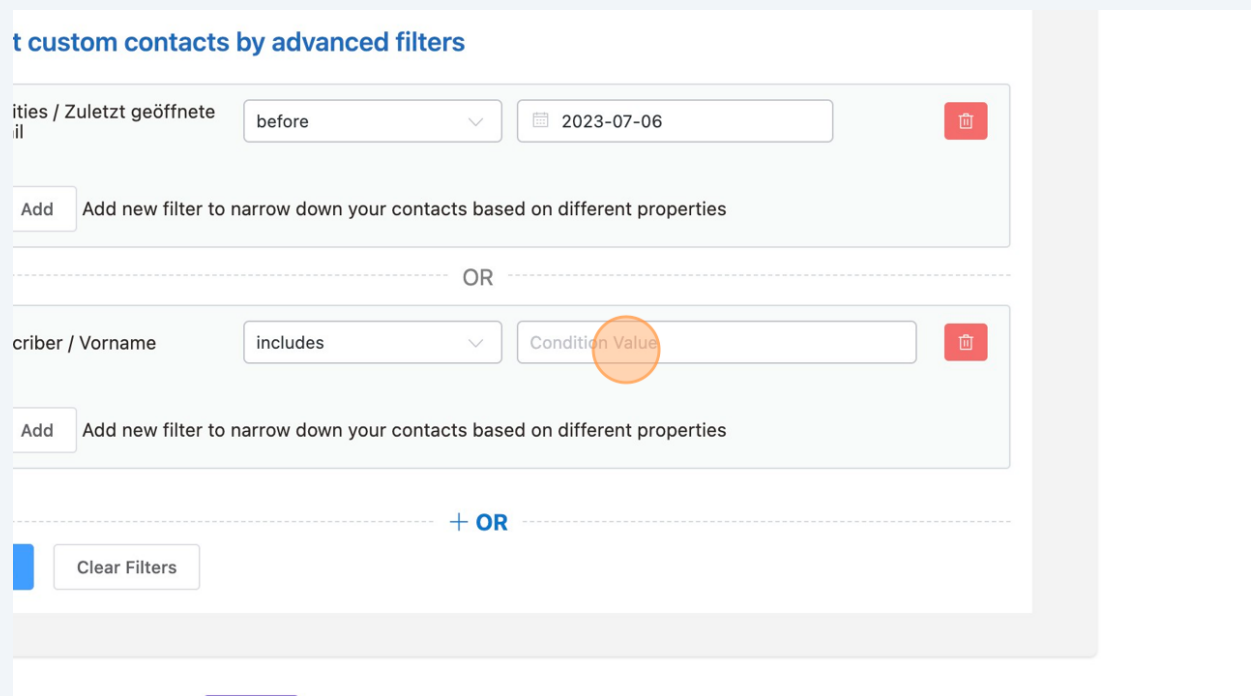 t custom contacts by advanced filters
ities / Zuletzt geöffnete
il
before
2023-07-06
Add
Add new filter to narrow down your contacts based on different properties
OR
criber / Vorname
includes
Condition Value
Add
Add new filter to narrow down your contacts based on different properties
+ OR
Clear Filters